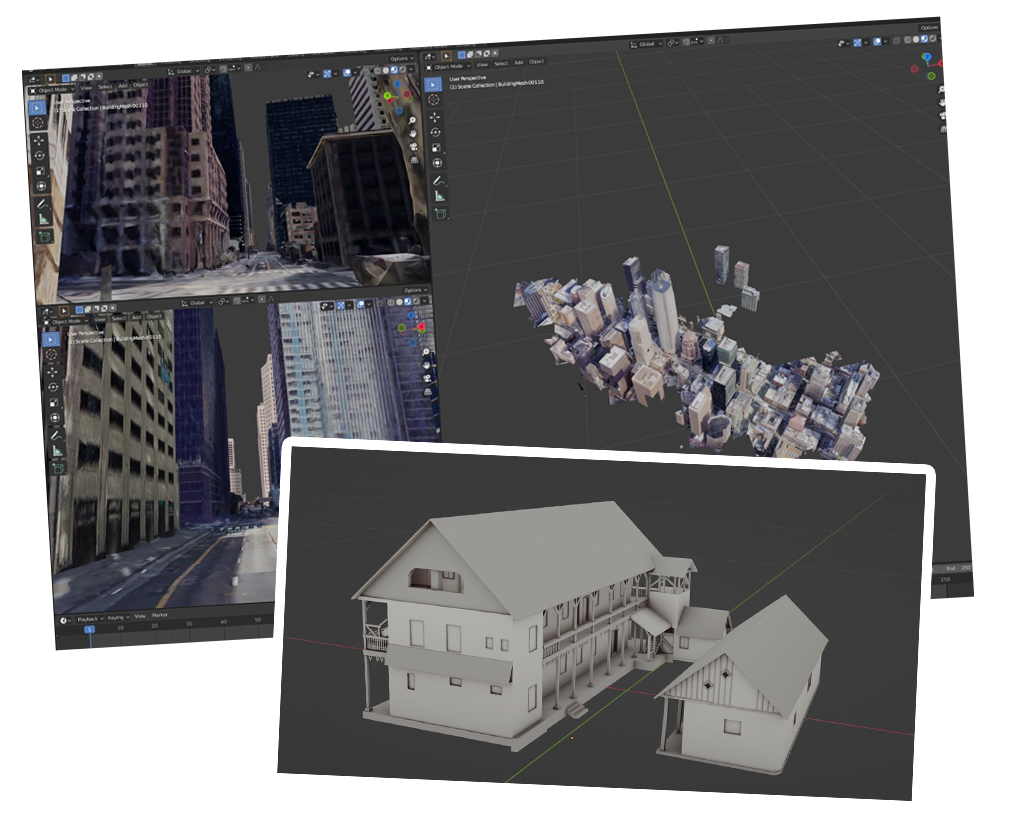 Options
Global
Object Mode View Select Add Object
User Perspective
(1) Scene Collection | BuildingMesh-00110
Options
Global
Object Mode View Select Add Object
User Perspective
(1) Scene Collection | BuildingMesh-00110
Options
Global
Object Mode View Select Add Object
User Perspective
(1) Scene Collection | BuildingMesh-00110
End 250
250
Playback Keying View Marker
1 10 20 30 40 50